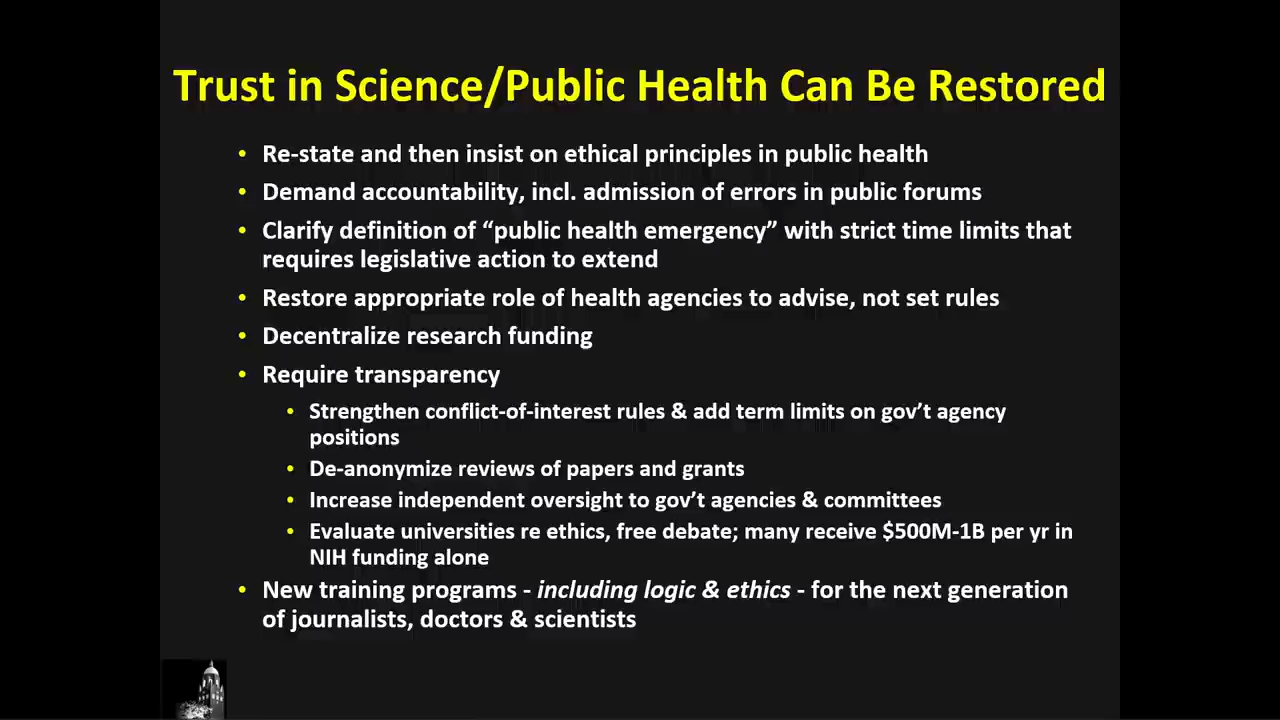 Trust in Science/Public Health Can Be Restored
• Re-state and then insist on ethical principles in public health
• Demand accountability, incl. admission of errors in public forums
• Clarify definition of “public health emergency” with strict time limits that
requires legislative action to extend
• Restore appropriate role of health agencies to advise, not set rules
• Decentralize research funding
• Require transparency
• Strengthen conflict-of-interest rules & add term limits on gov’t agency
positions
• De-anonymize reviews of papers and grants
• Increase independent oversight to gov’t agencies & committees
• Evaluate universities re ethics, free debate; many receive $500M-1B per yr in
NIH funding alone
• New training programs - including logic & ethics - for the next generation
of journalists, doctors & scientists